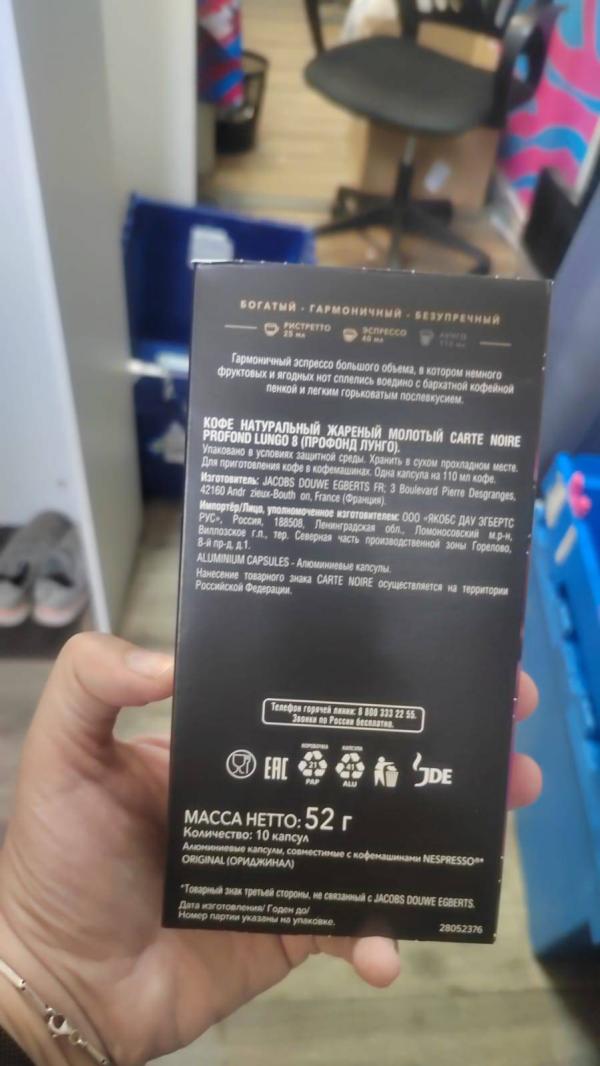 БОГАТЫЙ · ГАРМОНИЧНЫЙ · БЕЗУПРЕЧНЫЙ
РИСТРЕТТО ЭСПРЕССО ЛУНГО
25 мл 40 мл 110 мл
Гармоничный эспрессо большого объема, в котором немного
фруктовых и ягодных нот сплелись воедино с бархатной кофейной
пенкой и легким горьковатым послевкусием.
КОФЕ НАТУРАЛЬНЫЙ ЖАРЕНЫЙ МОЛОТЫЙ CARTE NOIRE
PROFOND LUNGO 8 (ПРОФОНД ЛУНГО).
Упаковано в условиях защитной среды. Хранить в сухом прохладном месте.
Для приготовления кофе в кофемашинах. Одна капсула на 110 мл кофе.
Изготовитель: JACOBS DOUWE EGBERTS FR; 3 Boulevard Pierre Desgranges,
42160 Andr zieux-Bouth on, France (Франция).
Импортёр/Лицо, уполномоченное изготовителем: ООО «ЯКОБС ДАУ ЭГБЕРТС
РУС», Россия, 188508, Ленинградская обл., Ломоносовский м.р-н,
Виллозское г.п., тер. Северная часть производственной зоны Горелово,
8-й пр-д, д.1.
ALUMINIUM CAPSULES - Алюминиевые капсулы.
Нанесение товарного знака CARTE NOIRE осуществляется на территории
Российской Федерации.
Телефон горячей линии: 8 800 333 22 55.
Звонки по России бесплатно.
КОРОБОЧКА КАПСУЛА
EAC 21 41 JDE
PAP ALU
МАССА НЕТТО: 52 г
Количество: 10 капсул
Алюминиевые капсулы, совместимые с кофемашинами NESPRESSO®*
ORIGINAL (ОРИДЖИНАЛ)
*Товарный знак третьей стороны, не связанный с JACOBS DOUWE EGBERTS.
Дата изготовления/ Годен до/
Номер партии указаны на упаковке.
28052376